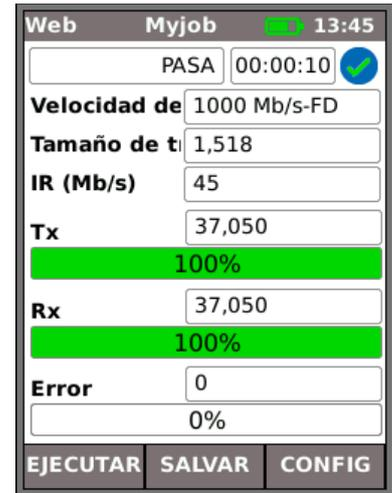 Web Myjob 13:45
PASA 00:00:10
Velocidad de 1000 Mb/s-FD
Tamaño de t 1,518
IR (Mb/s) 45
Tx 37,050
100%
Rx 37,050
100%
Error 0
0%
EJECUTAR SALVAR CONFIG